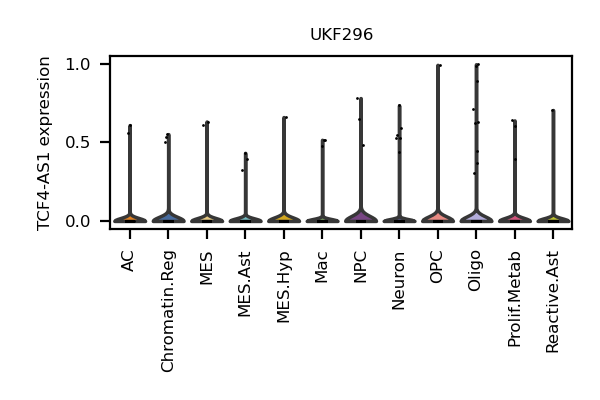 UKF296
TCF4-AS1 expression
1.0
0.5
0.0
AC
Chromatin.Reg
MES
MES.Ast
MES.Hyp
Mac
NPC
Neuron
OPC
Oligo
Prolif.Metab
Reactive.Ast